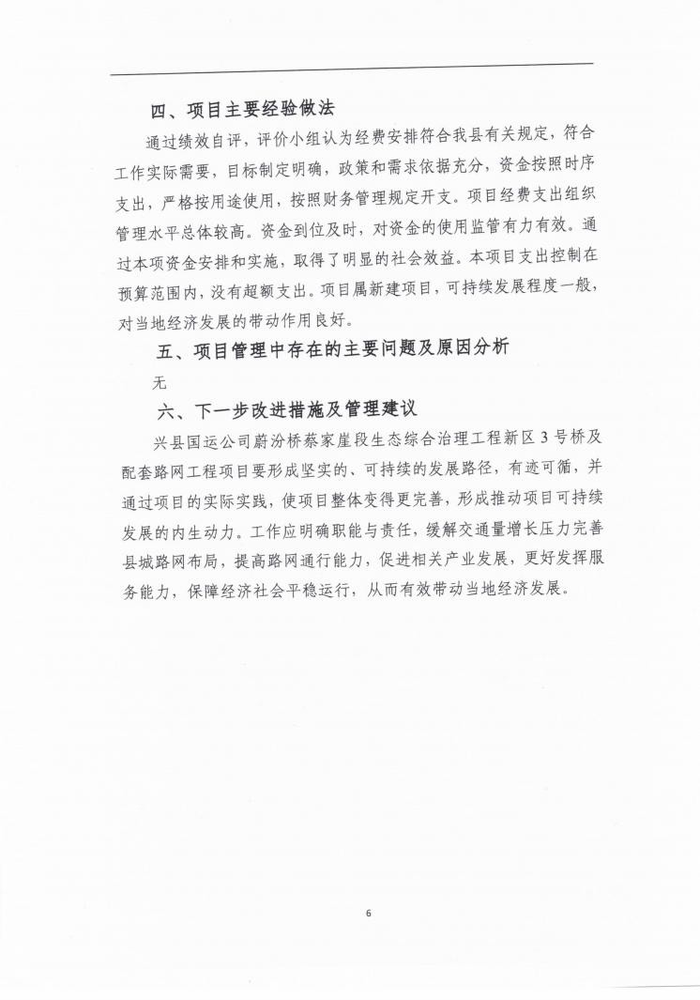 四、项目主要经验做法
通过绩效自评，评价小组认为经费安排符合我县有关规定，符合
工作实际需要，目标制定明确，政策和需求依据充分，资金按照时序
支出，严格按用途使用，按照财务管理规定开支。项目经费支出组织
管理水平总体较高。资金到位及时，对资金的使用监管有力有效。通
过本项资金安排和实施，取得了明显的社会效益。本项目支出控制在
预算范围内，没有超额支出。项目属新建项目，可持续发展程度一般，
对当地经济发展的带动作用良好。
五、项目管理中存在的主要问题及原因分析
无
六、下一步改进措施及管理建议
兴县国运公司蔚汾桥蔡家崖段生态综合治理工程新区 3 号桥及
配套路网工程项目要形成坚实的、可持续的发展路径，有迹可循，并
通过项目的实际实践，使项目整体变得更完善，形成推动项目可持续
发展的内生动力。工作应明确职能与责任，缓解交通量增长压力完善
县城路网布局，提高路网通行能力，促进相关产业发展，更好发挥服
务能力，保障经济社会平稳运行，从而有效带动当地经济发展。
6